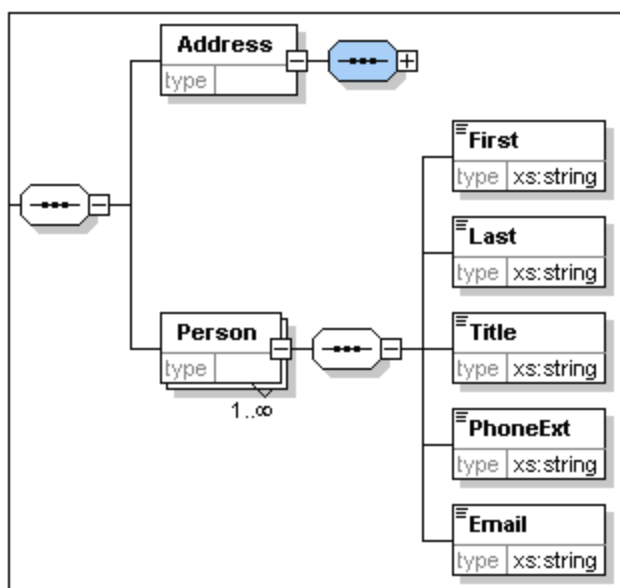 Address
type
First
type xs:string
Last
type xs:string
Person
type
1..∞
Title
type xs:string
PhoneExt
type xs:string
Email
type xs:string